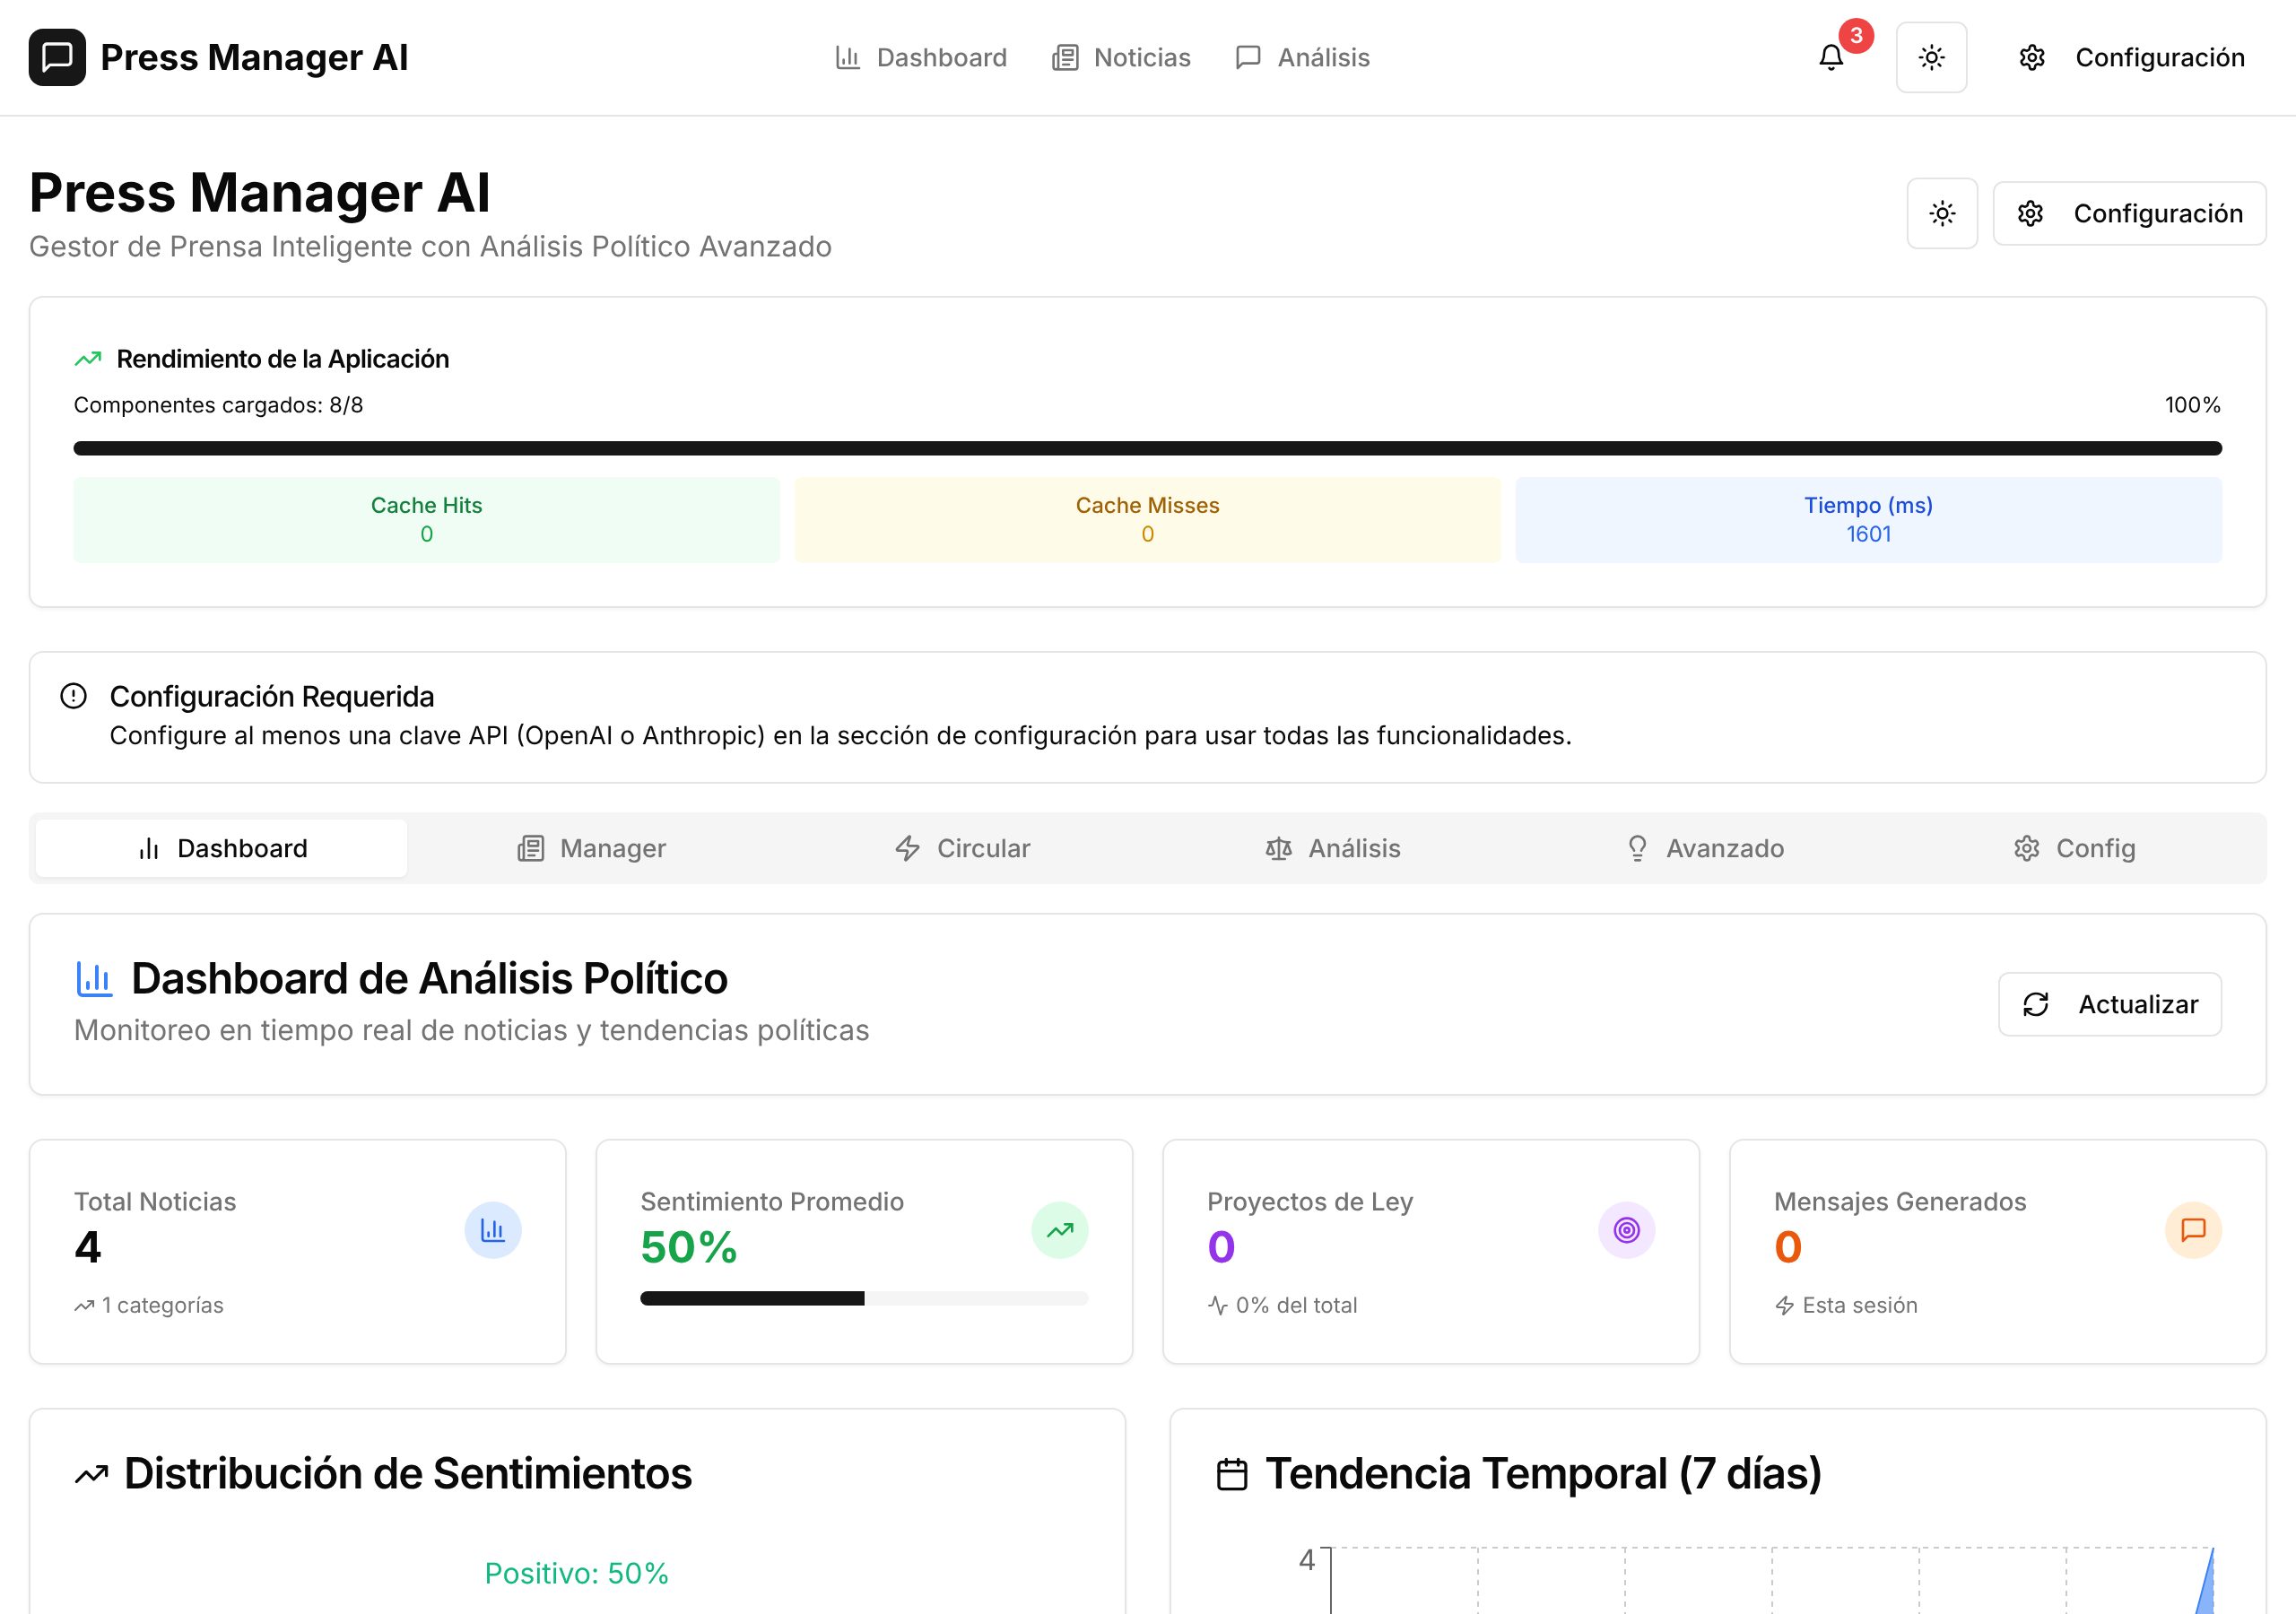 Press Manager AI
Dashboard
Noticias
Análisis
3
Configuración
Press Manager AI
Gestor de Prensa Inteligente con Análisis Político Avanzado
Configuración
Rendimiento de la Aplicación
Componentes cargados: 8/8
100%
Cache Hits
0
Cache Misses
0
Tiempo (ms)
1601
Configuración Requerida
Configure al menos una clave API (OpenAI o Anthropic) en la sección de configuración para usar todas las funcionalidades.
Dashboard
Manager
Circular
Análisis
Avanzado
Config
Dashboard de Análisis Político
Monitoreo en tiempo real de noticias y tendencias políticas
Actualizar
Total Noticias
4
1 categorías
Sentimiento Promedio
50%
Proyectos de Ley
0
0% del total
Mensajes Generados
0
Esta sesión
Distribución de Sentimientos
Positivo: 50%
Tendencia Temporal (7 días)
4